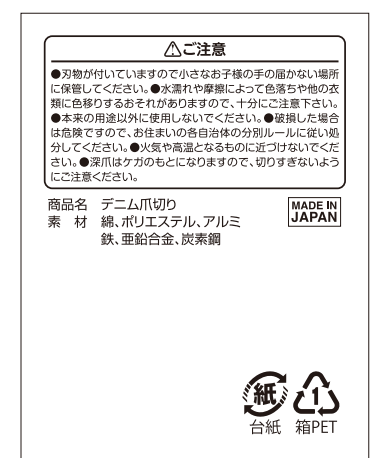 ⚠ご注意
●刃物が付いていますので小さなお子様の手の届かない場所
に保管してください。●水濡れや摩擦によって色落ちや他の衣
類に色移りするおそれがありますので、十分にご注意下さい。
●本来の用途以外に使用しないでください。●破損した場合
は危険ですので、お住まいの各自治体の分別ルールに従い処
分してください。●火気や高温となるものに近づけないでくだ
さい。●深爪はケガのもとになりますので、切りすぎないよう
にご注意ください。
商品名 デニム爪切り
素 材 綿、ポリエステル、アルミ
鉄、亜鉛合金、炭素鋼
MADE IN
JAPAN
紙
台紙
1
箱PET